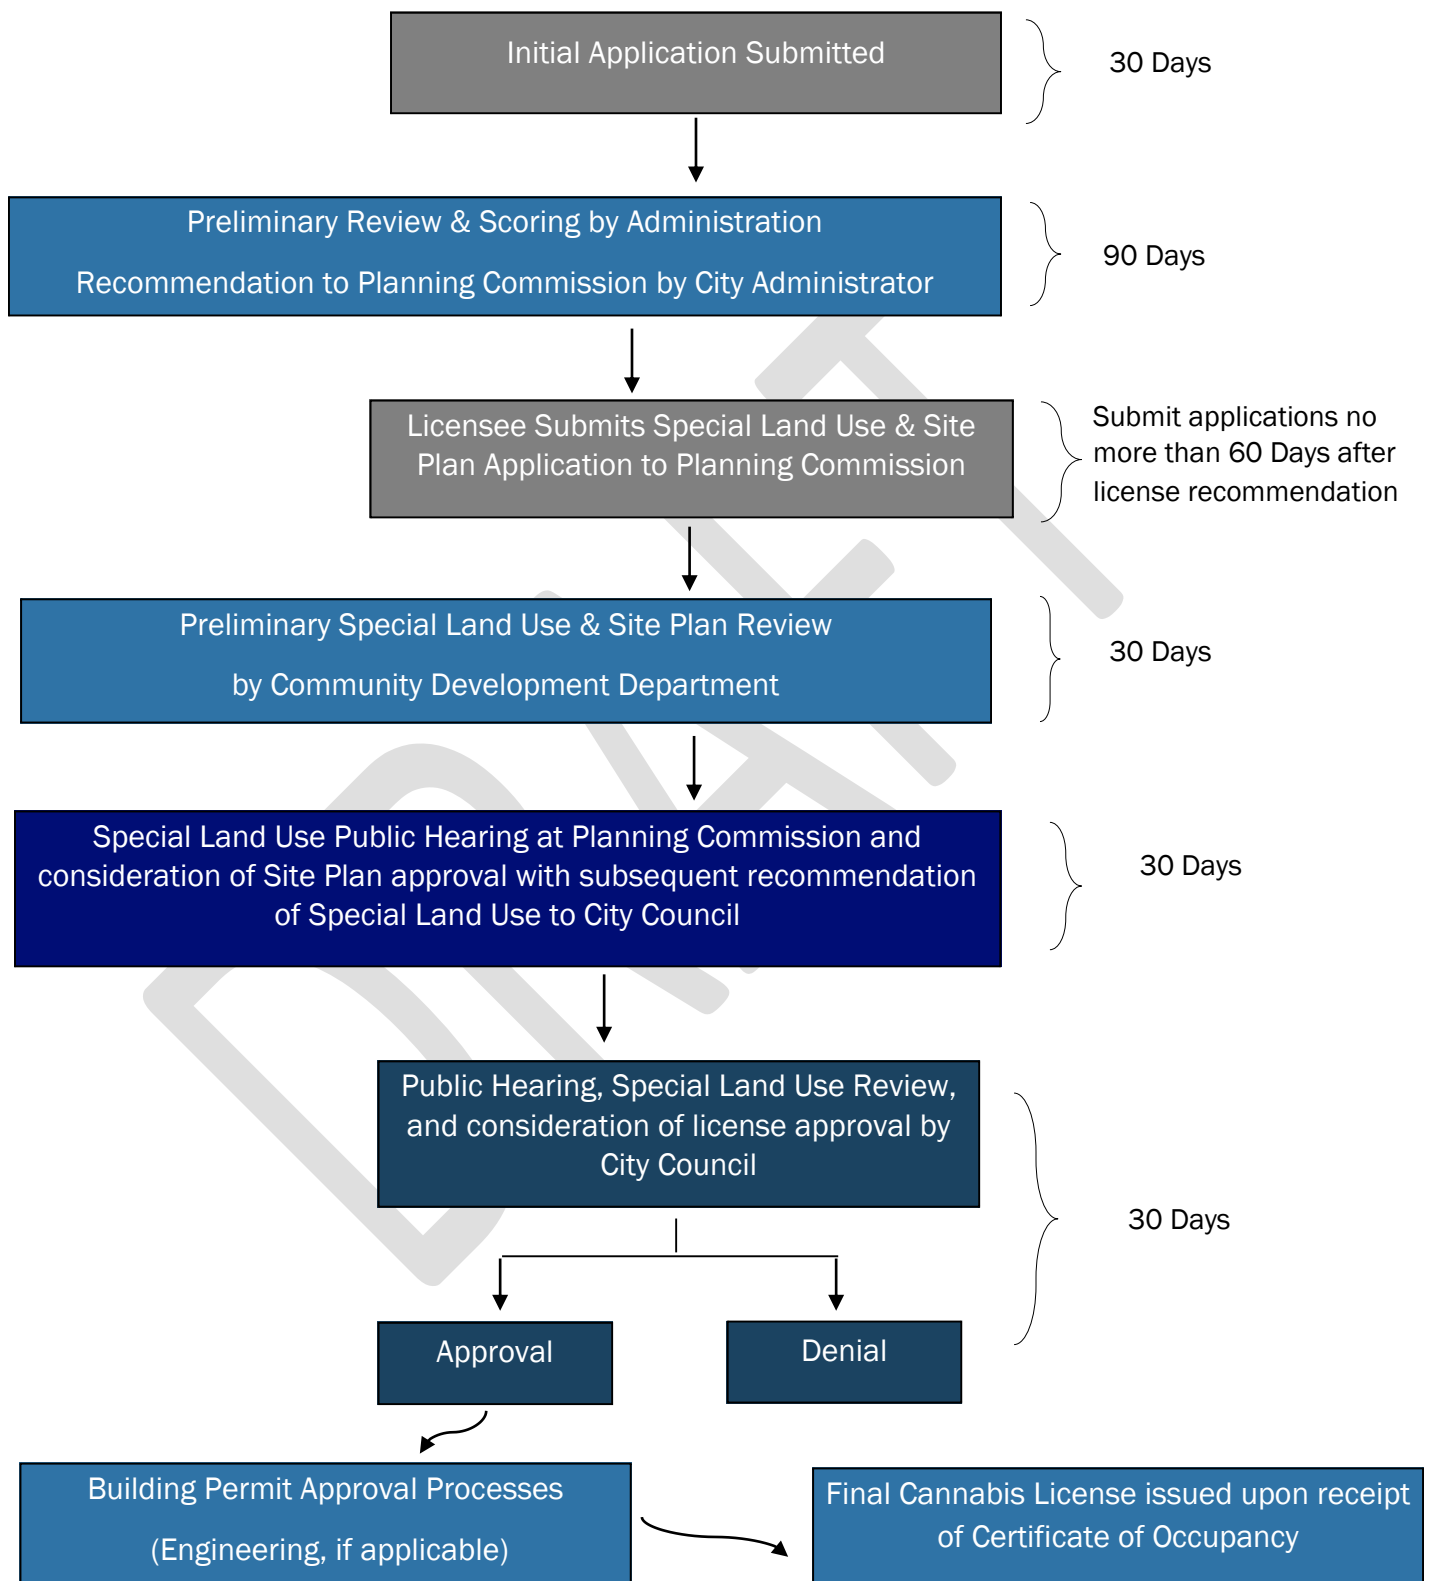 Initial Application Submitted
30 Days
Preliminary Review & Scoring by Administration
Recommendation to Planning Commission by City Administrator
90 Days
Licensee Submits Special Land Use & Site
Plan Application to Planning Commission
Submit applications no
more than 60 Days after
license recommendation
Preliminary Special Land Use & Site Plan Review
by Community Development Department
30 Days
Special Land Use Public Hearing at Planning Commission and
consideration of Site Plan approval with subsequent recommendation
of Special Land Use to City Council
30 Days
Public Hearing, Special Land Use Review,
and consideration of license approval by
City Council
30 Days
Approval
Denial
Building Permit Approval Processes
(Engineering, if applicable)
Final Cannabis License issued upon receipt
of Certificate of Occupancy
DRAFT